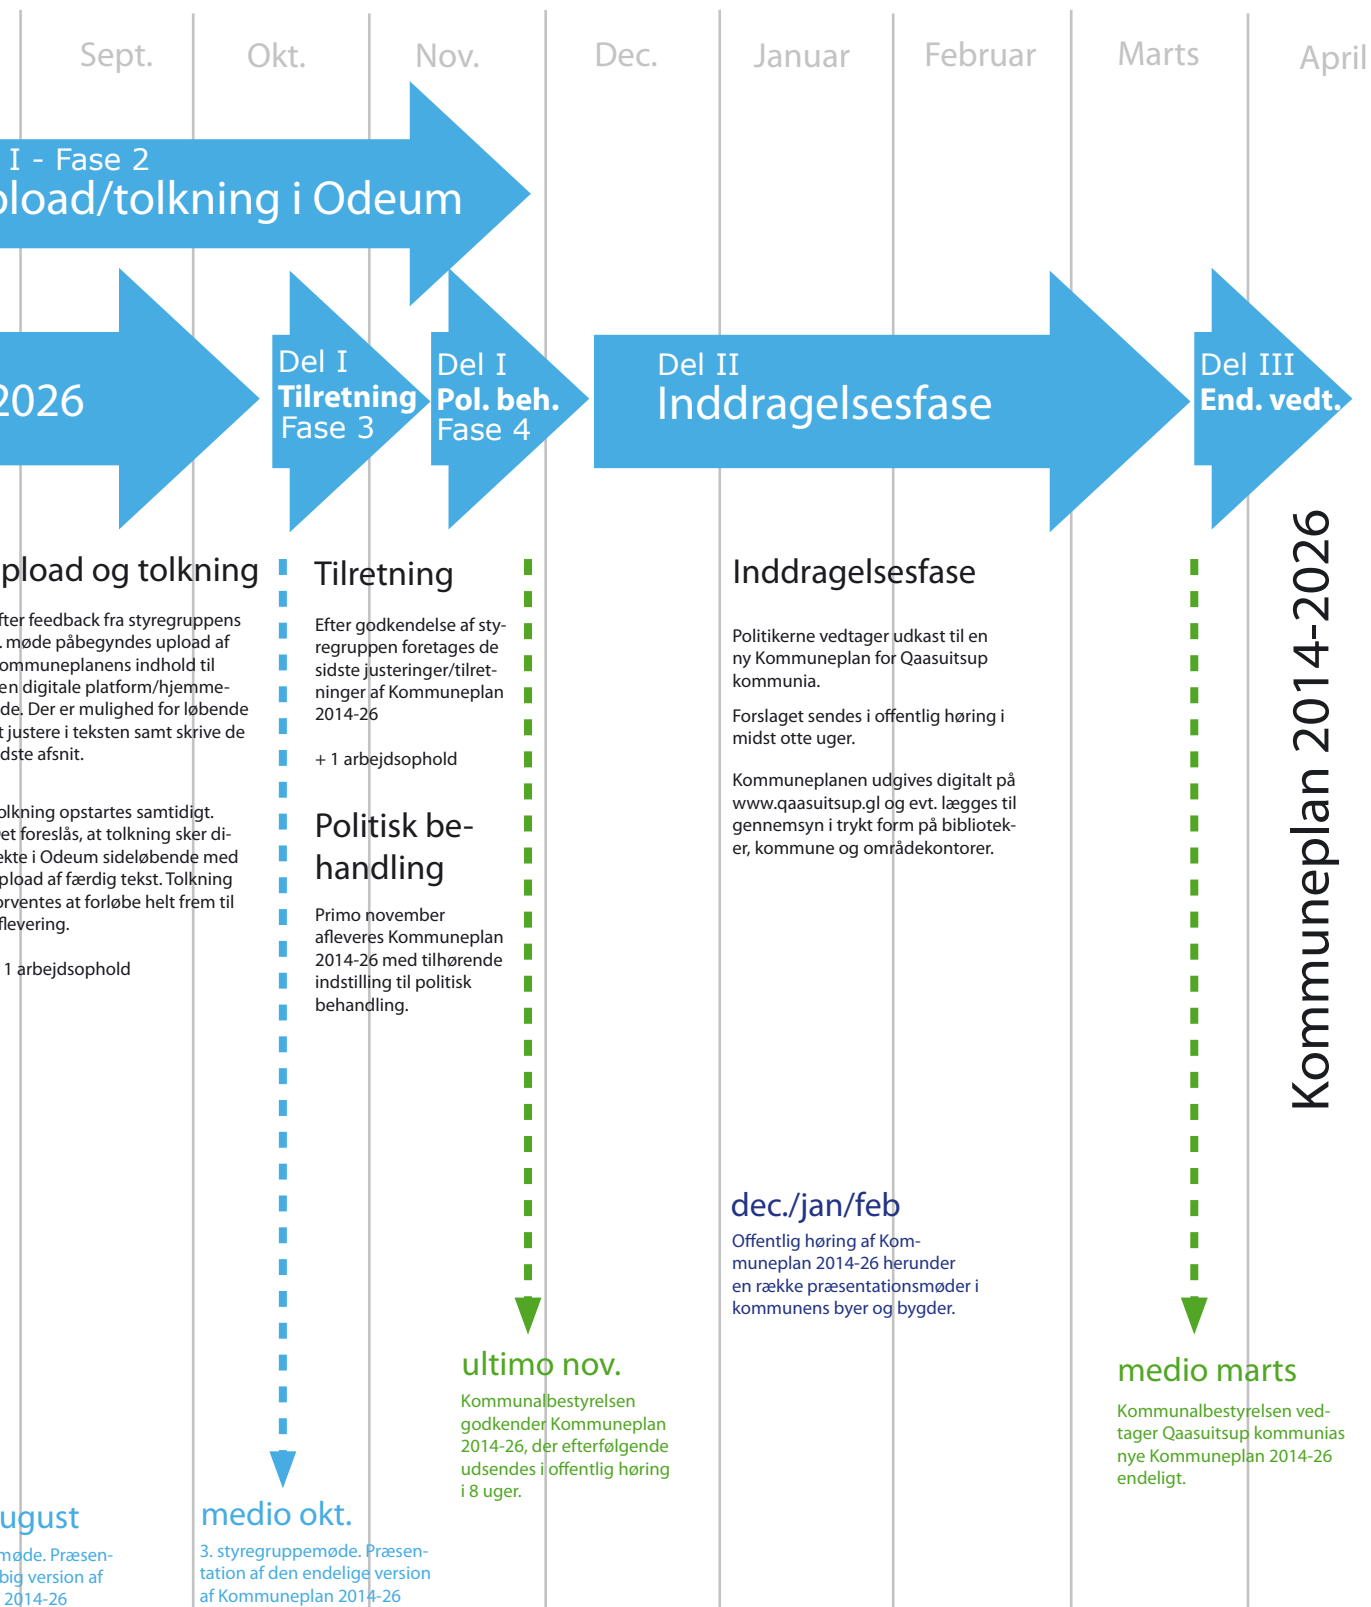 Sept.
Okt.
Nov.
Dec.
Januar
Februar
Marts
April
I - Fase 2
pload/tolkning i Odeum
2026
Del I
Tilretning
Fase 3
Del I
Pol. beh.
Fase 4
Del II
Inddragelsesfase
Del III
End. vedt.
pload og tolkning
fter feedback fra styregruppens
. møde påbegyndes upload af
ommuneplanens indhold til
en digitale platform/hjemme-
de. Der er mulighed for løbende
t justere i teksten samt skrive de
dste afsnit.
olkning opstartes samtidigt.
et foreslås, at tolkning sker di-
ekte i Odeum sideløbende med
pload af færdig tekst. Tolkning
orventes at forløbe helt frem til
flevering.
1 arbejdsophold
Tilretning
Efter godkendelse af sty-
regruppen foretages de
sidste justeringer/tilret-
ninger af Kommuneplan
2014-26
+ 1 arbejdsophold
Politisk be-
handling
Primo november
afleveres Kommuneplan
2014-26 med tilhørende
indstilling til politisk
behandling.
Inddragelsesfase
Politikerne vedtager udkast til en
ny Kommuneplan for Qaasuitsup
kommunia.
Forslaget sendes i offentlig høring i
midst otte uger.
Kommuneplanen udgives digitalt på
www.qaasuitsup.gl og evt. lægges til
gennemsyn i trykt form på bibliotek-
er, kommune og områdekontorer.
Kommuneplan 2014-2026
dec./jan/feb
Offentlig høring af Kom-
muneplan 2014-26 herunder
en række præsentationsmøder i
kommunens byer og bygder.
ultimo nov.
Kommunalbestyrelsen
godkender Kommuneplan
2014-26, der efterfølgende
udsendes i offentlig høring
i 8 uger.
medio marts
Kommunalbestyrelsen ved-
tager Qaasuitsup kommunias
nye Kommuneplan 2014-26
endeligt.
ugust
møde. Præsen-
big version af
2014-26
medio okt.
3. styregruppemøde. Præsen-
tation af den endelige version
af Kommuneplan 2014-26